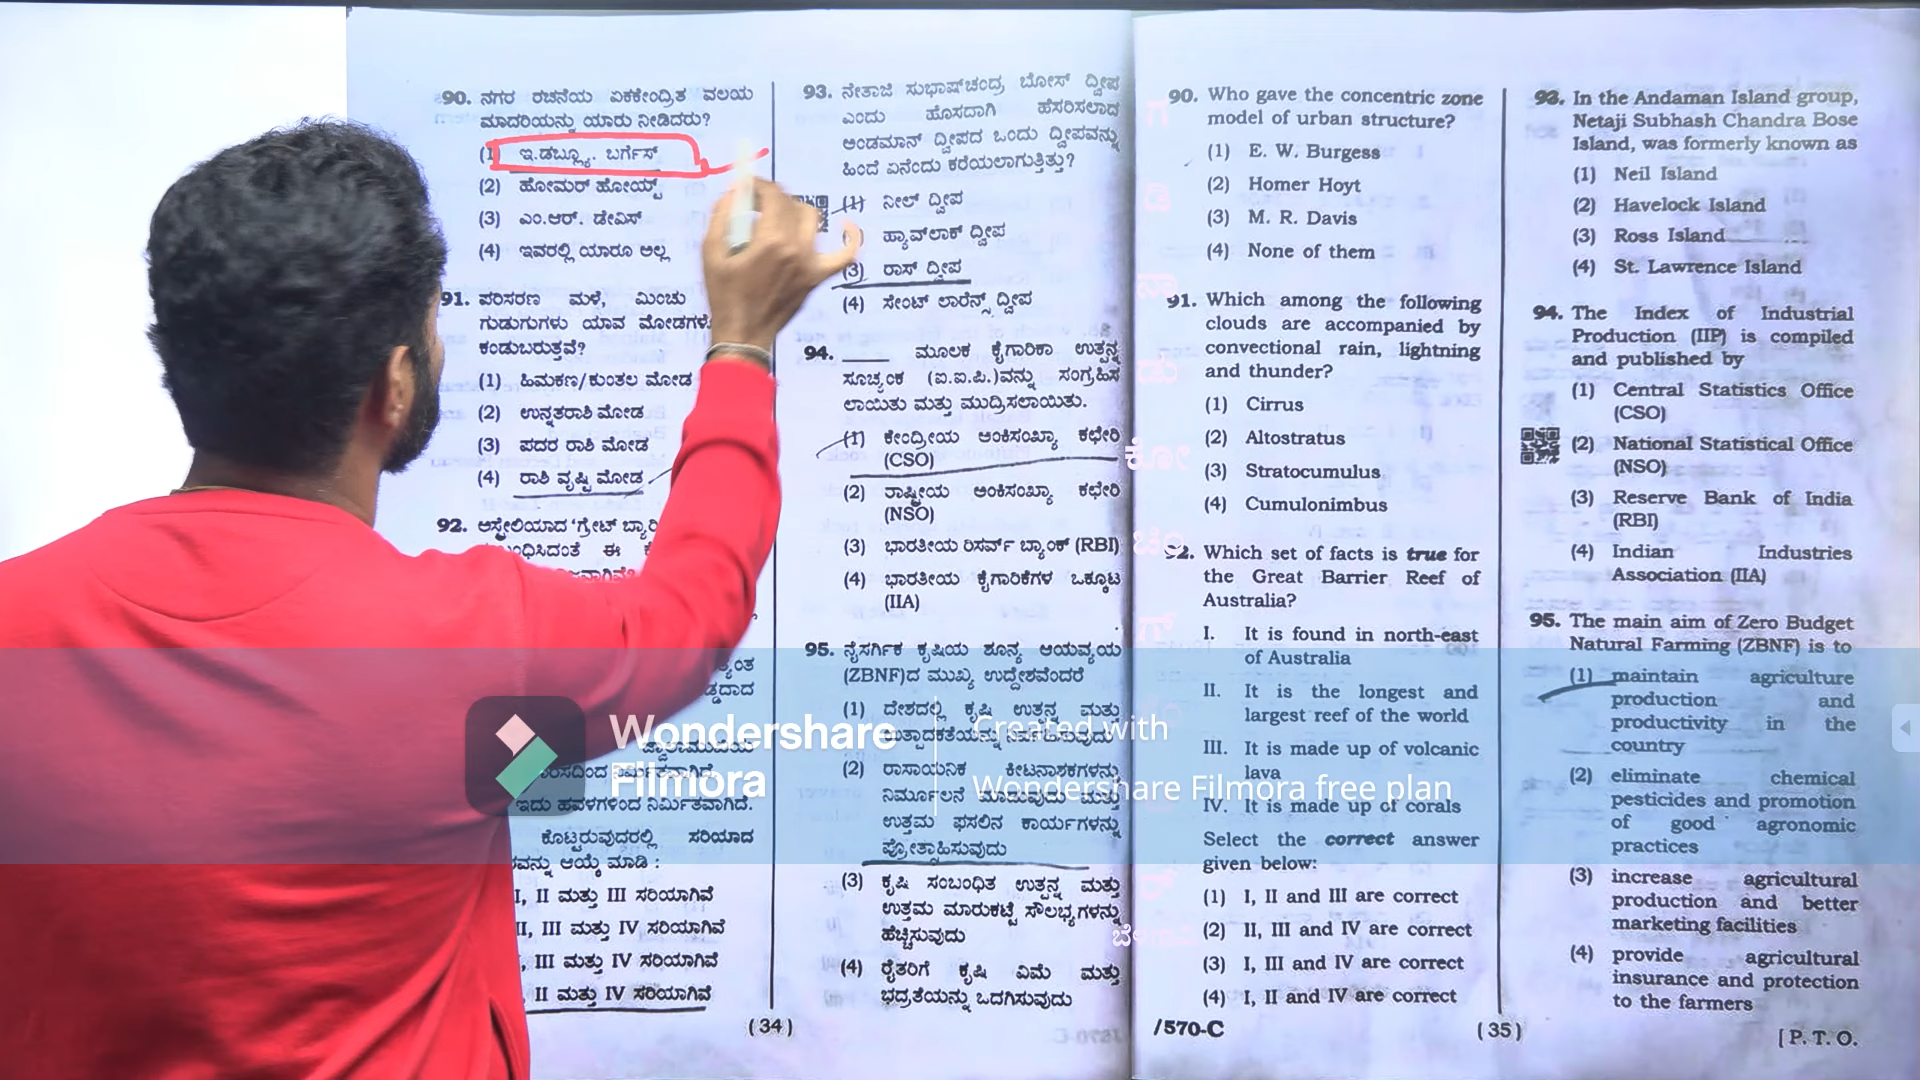 90. ನಗರ ರಚನೆಯ ಏಕಕೇಂದ್ರಿತ ವಲಯ
ಮಾದರಿಯನ್ನು ಯಾರು ನೀಡಿದರು?
(1) ಇ.ಡಬ್ಲ್ಯೂ. ಬರ್ಗೆಸ್
(2) ಹೋಮರ್ ಹೋಯ್ಟ್
(3) ಎಂ.ಆರ್. ಡೇವಿಸ್
(4) ಇವರಲ್ಲಿ ಯಾರೂ ಅಲ್ಲ
91. ಪರಿಸರಣ ಮಳೆ, ಮಿಂಚು
ಗುಡುಗುಗಳು ಯಾವ
ಕಂಡುಬರುತ್ತವೆ?
(1) ಹಿಮಕಣ/ಕುಂತಲ ಮೋಡ
(2) ಉನ್ನತರಾಶಿ ಮೋಡ
(3) ಪದರ ರಾಶಿ ಮೋಡ
(4) ರಾಶಿ ವೃಷ್ಟಿ ಮೋಡ
92. ಆಸ್ಟ್ರೇಲಿಯಾದ 'ಗ್ರೇಟ್
ಈ
ಇದು ಹವಳಗಳಿಂದ ನಿರ್ಮಿತವಾಗಿದೆ.
ಕೊಟ್ಟಿರುವುದರಲ್ಲಿ ಸರಿಯಾದ
ಆಯ್ಕೆ ಮಾಡಿ :
I, II ಮತ್ತು III ಸರಿಯಾಗಿವೆ
II, III ಮತ್ತು IV ಸರಿಯಾಗಿವೆ
, III ಮತ್ತು IV ಸರಿಯಾಗಿವೆ
, II ಮತ್ತು IV ಸರಿಯಾಗಿವೆ
93. ನೇತಾಜಿ ಸುಭಾಷ್‌ಚಂದ್ರ ಬೋಸ್ ದ್ವೀಪ
ಎಂದು ಹೊಸದಾಗಿ ಹೆಸರಿಸಲಾದ
ಅಂಡಮಾನ್ ದ್ವೀಪದ ಒಂದು ದ್ವೀಪವನ್ನು
ಹಿಂದೆ ಏನೆಂದು ಕರೆಯಲಾಗುತ್ತಿತ್ತು?
(1) ನೀಲ್ ದ್ವೀಪ
ಹ್ಯಾವ್‌ಲಾಕ್ ದ್ವೀಪ
(3) ರಾಸ್ ದ್ವೀಪ
(4) ಸೇಂಟ್ ಲಾರೆನ್ಸ್ ದ್ವೀಪ
94. ____ ಮೂಲಕ ಕೈಗಾರಿಕಾ ಉತ್ಪನ್ನ
ಸೂಚ್ಯಂಕ (ಐ.ಐ.ಪಿ.)ವನ್ನು ಸಂಗ್ರಹಿಸ
ಲಾಯಿತು ಮತ್ತು ಮುದ್ರಿಸಲಾಯಿತು.
(1) ಕೇಂದ್ರೀಯ ಅಂಕಿಸಂಖ್ಯಾ ಕಛೇರಿ
(CSO)
(2) ರಾಷ್ಟ್ರೀಯ ಅಂಕಿಸಂಖ್ಯಾ ಕಛೇರಿ
(NSO)
(3) ಭಾರತೀಯ ರಿಸರ್ವ್ ಬ್ಯಾಂಕ್ (RBI)
(4) ಭಾರತೀಯ ಕೈಗಾರಿಕೆಗಳ ಒಕ್ಕೂಟ
(IIA)
95. ನೈಸರ್ಗಿಕ ಕೃಷಿಯ ಶೂನ್ಯ ಆಯವ್ಯಯ
(ZBNF)ದ ಮುಖ್ಯ ಉದ್ದೇಶವೆಂದರೆ
(1) ದೇಶದಲ್ಲಿ ಕೃಷಿ ಉತ್ಪನ್ನ ಮತ್ತು
ಉತ್ಪಾದಕತೆಯನ್ನು ನಿರ್ವಹಿಸುವುದು
(2) ರಾಸಾಯನಿಕ ಕೀಟನಾಶಕಗಳನ್ನು
ನಿರ್ಮೂಲನೆ ಮಾಡುವುದು ಮತ್ತು
ಉತ್ತಮ ಫಸಲಿನ ಕಾರ್ಯಗಳನ್ನು
ಪ್ರೋತ್ಸಾಹಿಸುವುದು
(3) ಕೃಷಿ ಸಂಬಂಧಿತ ಉತ್ಪನ್ನ ಮತ್ತು
ಉತ್ತಮ ಮಾರುಕಟ್ಟೆ ಸೌಲಭ್ಯಗಳನ್ನು
ಹೆಚ್ಚಿಸುವುದು
(4) ರೈತರಿಗೆ ಕೃಷಿ ವಿಮೆ ಮತ್ತು
ಭದ್ರತೆಯನ್ನು ಒದಗಿಸುವುದು
(34)
90. Who gave the concentric zone
model of urban structure?
(1) E. W. Burgess
(2) Homer Hoyt
(3) M. R. Davis
(4) None of them
91. Which among the following
clouds are accompanied by
convectional rain, lightning
and thunder?
(1) Cirrus
(2) Altostratus
(3) Stratocumulus
(4) Cumulonimbus
92. Which set of facts is true for
the Great Barrier Reef of
Australia?
I. It is found in north-east
of Australia
II. It is the longest and
largest reef of the world
III. It is made up of volcanic
lava
IV. It is made up of corals
Select the correct answer
given below:
(1) I, II and III are correct
(2) II, III and IV are correct
(3) I, III and IV are correct
(4) I, II and IV are correct
/570-C
(35)
93. In the Andaman Island group,
Netaji Subhash Chandra Bose
Island, was formerly known as
(1) Neil Island
(2) Havelock Island
(3) Ross Island
(4) St. Lawrence Island
94. The Index of Industrial
Production (IIP) is compiled
and published by
(1) Central Statistics Office
(CSO)
(2) National Statistical Office
(NSO)
(3) Reserve Bank of India
(RBI)
(4) Indian Industries
Association (IIA)
95. The main aim of Zero Budget
Natural Farming (ZBNF) is to
(1) maintain agriculture
production and
productivity in the
country
(2) eliminate chemical
pesticides and promotion
of good agronomic
practices
(3) increase agricultural
production and better
marketing facilities
(4) provide agricultural
insurance and protection
to the farmers
[ P. T. O.
Wondershare
Filmora
Created with
Wondershare Filmora free plan